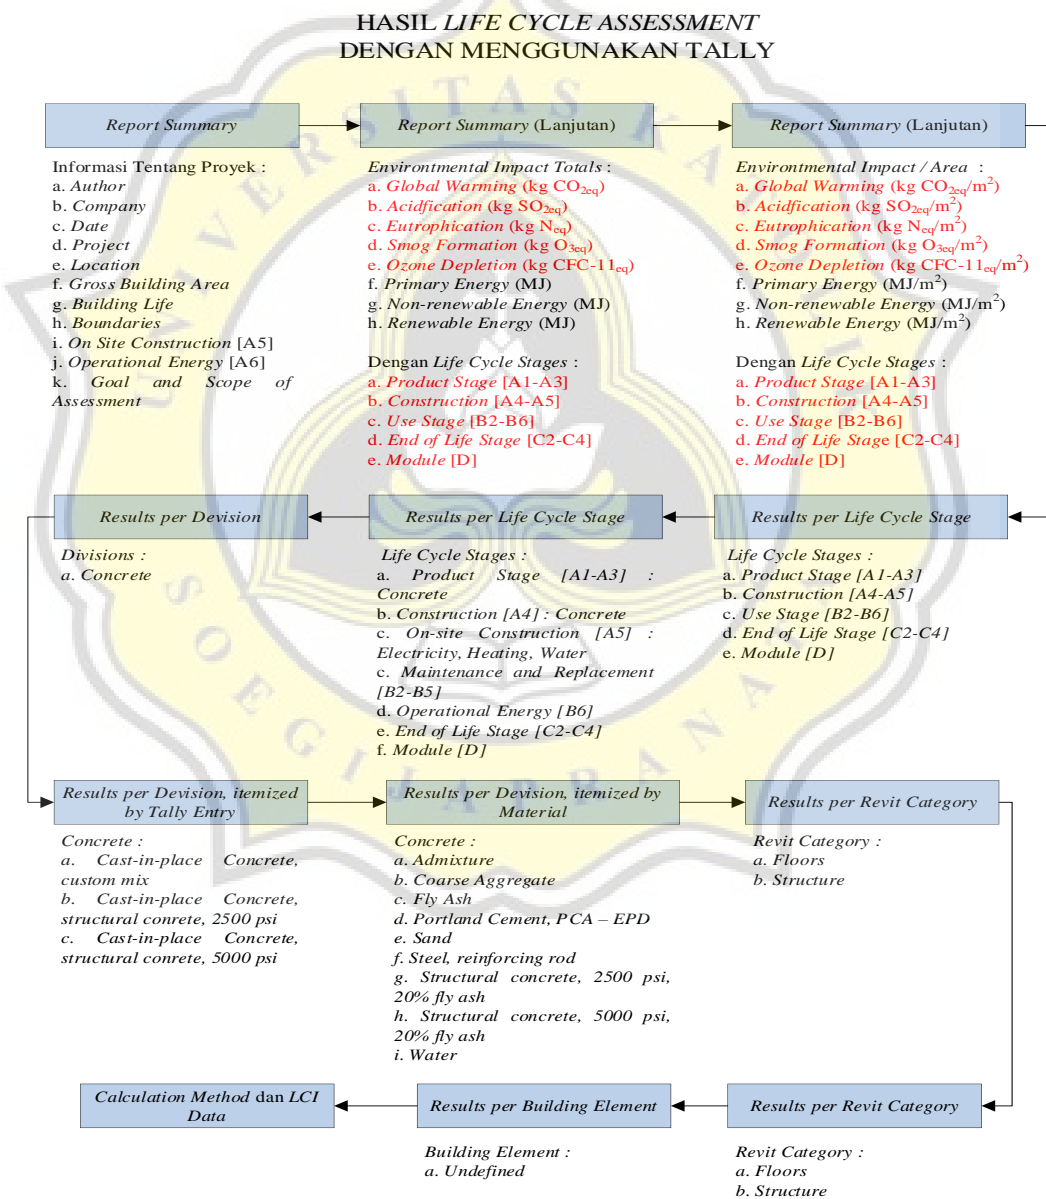 HASIL LIFE CYCLE ASSESSMENT
DENGAN MENGGUNAKAN TALLY
Report Summary
Informasi Tentang Proyek :
a. Author
b. Company
c. Date
d. Project
e. Location
f. Gross Building Area
g. Building Life
h. Boundaries
i. On Site Construction [A5]
j. Operational Energy [A6]
k. Goal and Scope of
Assessment
Report Summary (Lanjutan)
Environtmental Impact Totals :
a. Global Warming (kg CO2eq)
b. Acidfication (kg SO2eq)
c. Eutrophication (kg Neq)
d. Smog Formation (kg O3eq)
e. Ozone Depletion (kg CFC-11eq)
f. Primary Energy (MJ)
g. Non-renewable Energy (MJ)
h. Renewable Energy (MJ)
Dengan Life Cycle Stages :
a. Product Stage [A1-A3]
b. Construction [A4-A5]
c. Use Stage [B2-B6]
d. End of Life Stage [C2-C4]
e. Module [D]
Report Summary (Lanjutan)
Environtmental Impact / Area :
a. Global Warming (kg CO2eq/m²)
b. Acidfication (kg SO2eq/m²)
c. Eutrophication (kg Neq/m²)
d. Smog Formation (kg O3eq/m²)
e. Ozone Depletion (kg CFC-11eq/m²)
f. Primary Energy (MJ/m²)
g. Non-renewable Energy (MJ/m²)
h. Renewable Energy (MJ/m²)
Dengan Life Cycle Stages :
a. Product Stage [A1-A3]
b. Construction [A4-A5]
c. Use Stage [B2-B6]
d. End of Life Stage [C2-C4]
e. Module [D]
Results per Life Cycle Stage
Life Cycle Stages :
a. Product Stage [A1-A3]
b. Construction [A4-A5]
c. Use Stage [B2-B6]
d. End of Life Stage [C2-C4]
e. Module [D]
Results per Life Cycle Stage
Life Cycle Stages :
a. Product Stage [A1-A3] :
Concrete
b. Construction [A4] : Concrete
c. On-site Construction [A5] :
Electricity, Heating, Water
c. Maintenance and Replacement
[B2-B5]
d. Operational Energy [B6]
e. End of Life Stage [C2-C4]
f. Module [D]
Results per Devision
Divisions :
a. Concrete
Results per Devision, itemized
by Tally Entry
Concrete :
a. Cast-in-place Concrete,
custom mix
b. Cast-in-place Concrete,
structural conrete, 2500 psi
c. Cast-in-place Concrete,
structural conrete, 5000 psi
Results per Devision, itemized by
Material
Concrete :
a. Admixture
b. Coarse Aggregate
c. Fly Ash
d. Portland Cement, PCA – EPD
e. Sand
f. Steel, reinforcing rod
g. Structural concrete, 2500 psi,
20% fly ash
h. Structural concrete, 5000 psi,
20% fly ash
i. Water
Results per Revit Category
Revit Category :
a. Floors
b. Structure
Results per Revit Category
Revit Category :
a. Floors
b. Structure
Results per Building Element
Building Element :
a. Undefined
Calculation Method dan LCI
Data
UNIVERSITAS KATOLIK
SOEGIJAPRANATA